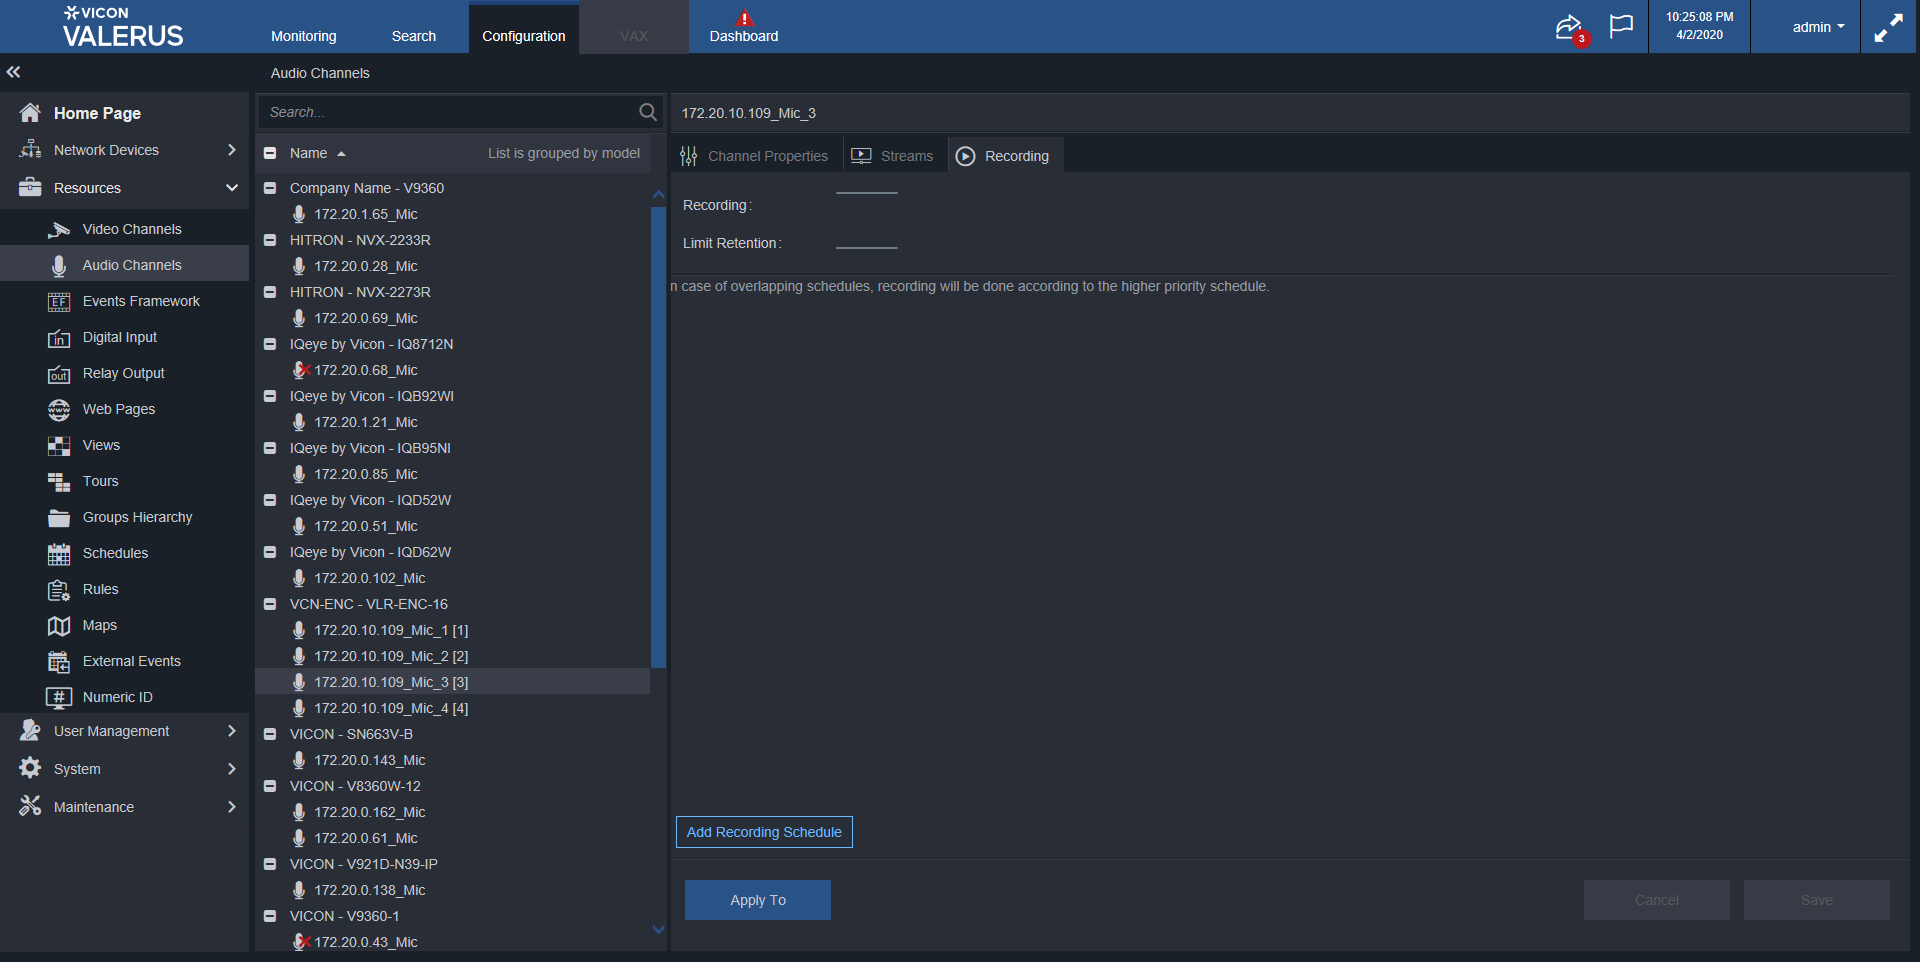 VICON
VALERUS
Monitoring
Search
Configuration
VAX
Dashboard
3
10:25:08 PM
4/2/2020
admin
Audio Channels
Home Page
Network Devices
Resources
Video Channels
Audio Channels
EF Events Framework
in Digital Input
out Relay Output
www Web Pages
Views
Tours
Groups Hierarchy
Schedules
Rules
Maps
External Events
# Numeric ID
User Management
System
Maintenance
Search...
Name List is grouped by model
Company Name - V9360
172.20.1.65_Mic
HITRON - NVX-2233R
172.20.0.28_Mic
HITRON - NVX-2273R
172.20.0.69_Mic
IQeye by Vicon - IQ8712N
172.20.0.68_Mic
IQeye by Vicon - IQB92WI
172.20.1.21_Mic
IQeye by Vicon - IQB95NI
172.20.0.85_Mic
IQeye by Vicon - IQD52W
172.20.0.51_Mic
IQeye by Vicon - IQD62W
172.20.0.102_Mic
VCN-ENC - VLR-ENC-16
172.20.10.109_Mic_1 [1]
172.20.10.109_Mic_2 [2]
172.20.10.109_Mic_3 [3]
172.20.10.109_Mic_4 [4]
VICON - SN663V-B
172.20.0.143_Mic
VICON - V8360W-12
172.20.0.162_Mic
172.20.0.61_Mic
VICON - V921D-N39-IP
172.20.0.138_Mic
VICON - V9360-1
172.20.0.43_Mic
172.20.10.109_Mic_3
Channel Properties
Streams
Recording
Recording:
Limit Retention:
n case of overlapping schedules, recording will be done according to the higher priority schedule.
Add Recording Schedule
Apply To
Cancel
Save